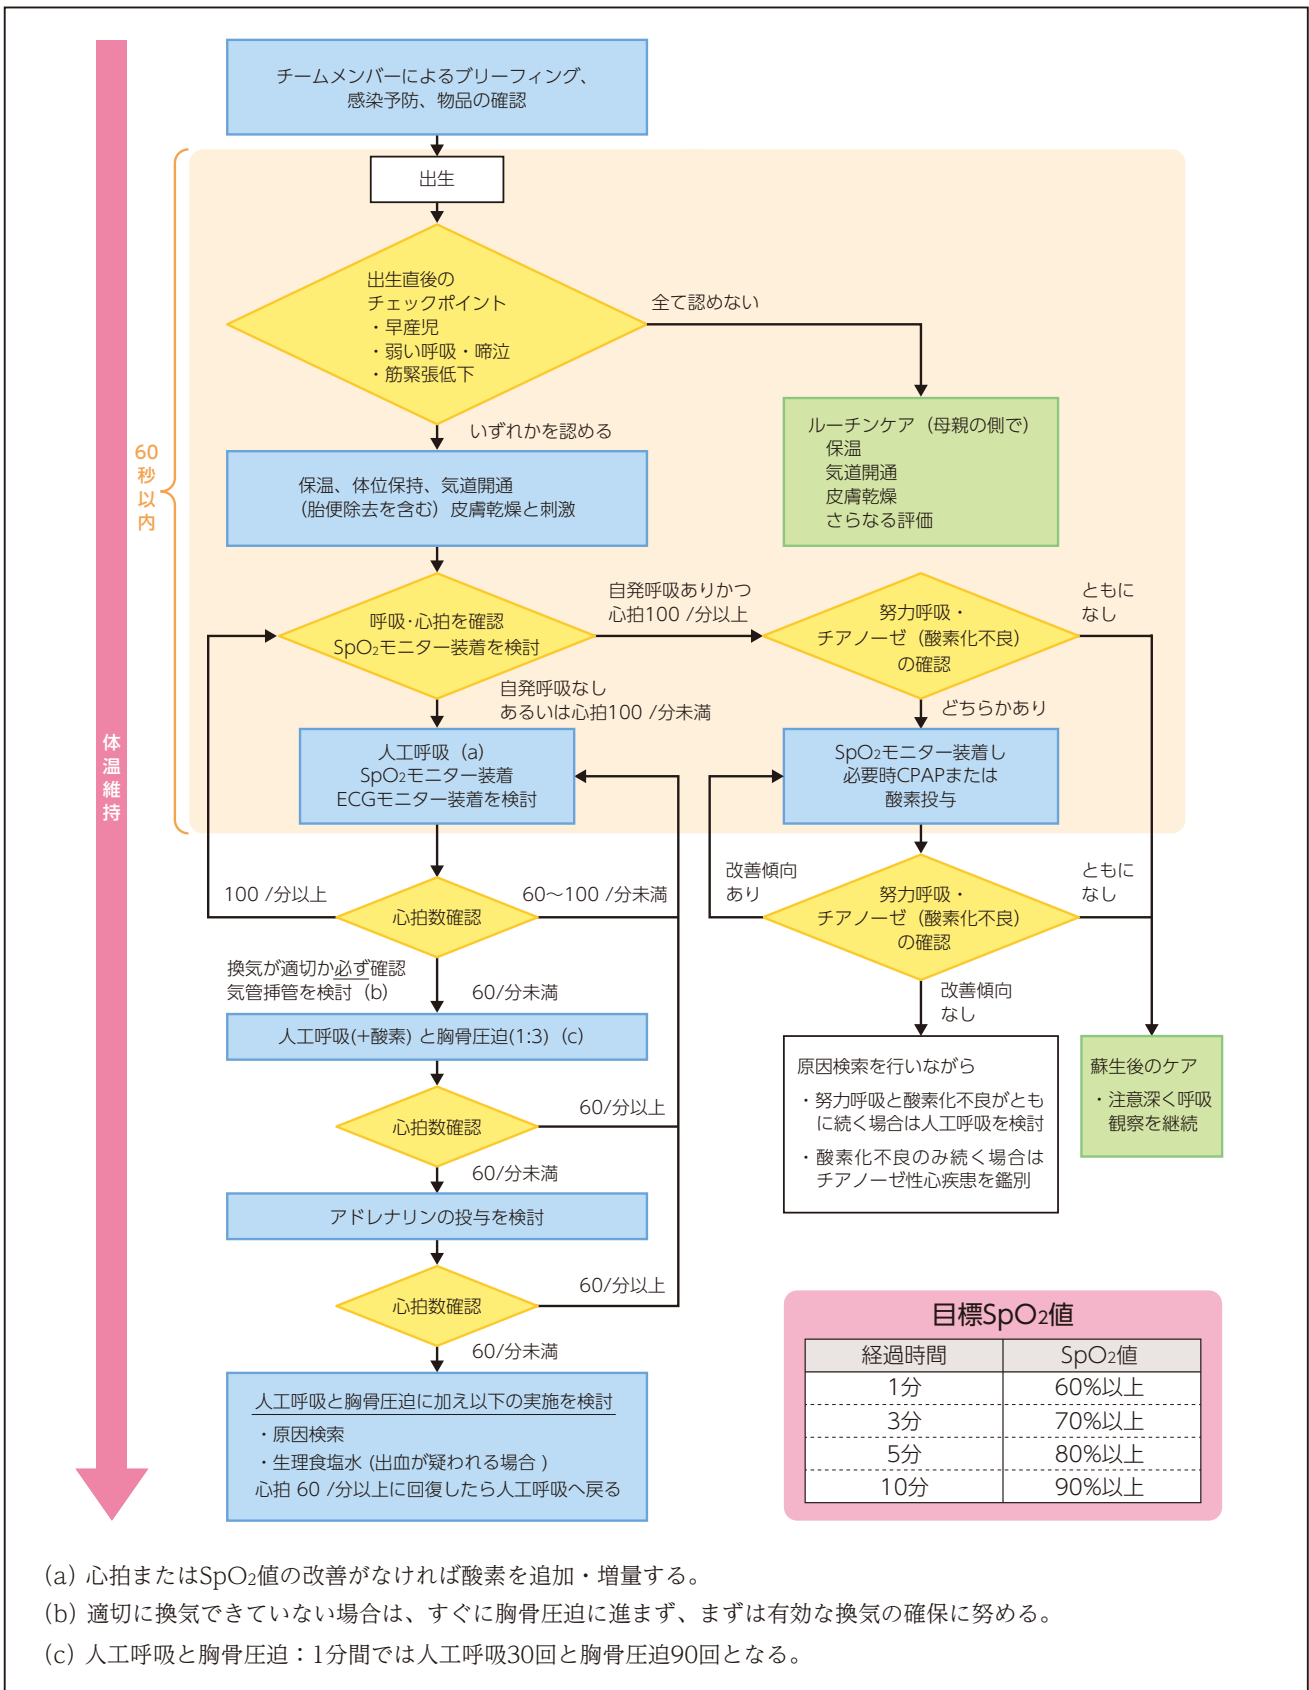 チームメンバーによるブリーフィング、
感染予防、物品の確認
出生
出生直後の
チェックポイント
・早産児
・弱い呼吸・啼泣
・筋緊張低下
全て認めない
いずれかを認める
ルーチンケア（母親の側で）
保温
気道開通
皮膚乾燥
さらなる評価
60
秒
以
内
保温、体位保持、気道開通
（胎便除去を含む）皮膚乾燥と刺激
呼吸・心拍を確認
SpO₂モニター装着を検討
自発呼吸ありかつ
心拍100 /分以上
努力呼吸・
チアノーゼ（酸素化不良）
の確認
ともに
なし
自発呼吸なし
あるいは心拍100 /分未満
どちらかあり
体
温
維
持
人工呼吸（a）
SpO₂モニター装着
ECGモニター装着を検討
SpO₂モニター装着し
必要時CPAPまたは
酸素投与
100 /分以上
心拍数確認
60～100 /分未満
改善傾向
あり
努力呼吸・
チアノーゼ（酸素化不良）
の確認
ともに
なし
換気が適切か必ず確認
気管挿管を検討（b）
60/分未満
改善傾向
なし
人工呼吸(+酸素) と胸骨圧迫(1:3)（c）
心拍数確認
60/分以上
60/分未満
原因検索を行いながら
・努力呼吸と酸素化不良がとも
に続く場合は人工呼吸を検討
・酸素化不良のみ続く場合は
チアノーゼ性心疾患を鑑別
蘇生後のケア
・注意深く呼吸
観察を継続
アドレナリンの投与を検討
心拍数確認
60/分以上
60/分未満
人工呼吸と胸骨圧迫に加え以下の実施を検討
・原因検索
・生理食塩水 (出血が疑われる場合 )
心拍 60 /分以上に回復したら人工呼吸へ戻る
目標SpO₂値
経過時間 SpO₂値
1分 60%以上
3分 70%以上
5分 80%以上
10分 90%以上
(a) 心拍またはSpO₂値の改善がなければ酸素を追加・増量する。
(b) 適切に換気できていない場合は、すぐに胸骨圧迫に進まず、まずは有効な換気の確保に努める。
(c) 人工呼吸と胸骨圧迫：1分間では人工呼吸30回と胸骨圧迫90回となる。